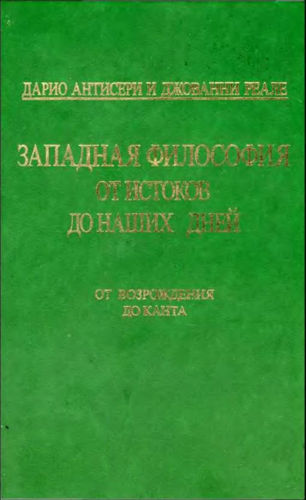 ДАРИО АНТИСЕРИ И ДЖОВАННИ РЕАЛЕ
ЗАПАДНАЯ ФИЛОСОФИЯ
ОТ ИСТОКОВ
ДО НАШИХ ДНЕЙ
ОТ ВОЗРОЖДЕНИЯ
ДО КАНТА